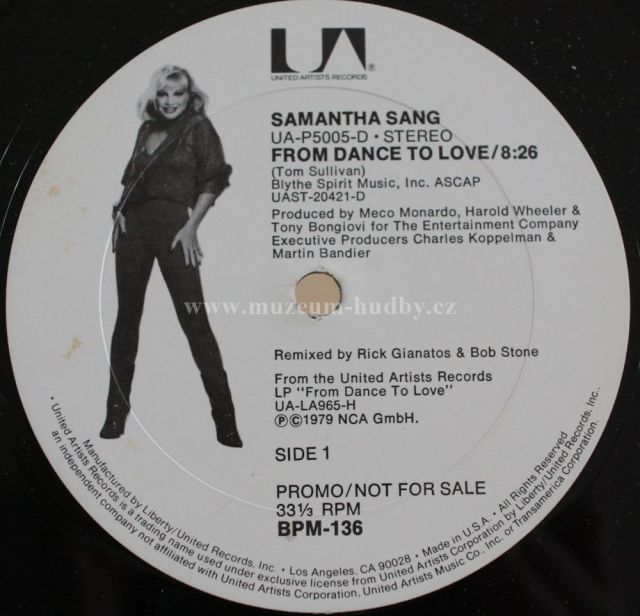 UA®
UNITED ARTISTS RECORDS
SAMANTHA SANG
UA-P5005-D • STEREO
FROM DANCE TO LOVE/8:26
(Tom Sullivan)
Blythe Spirit Music, Inc. ASCAP
UAST-20421-D
Produced by Meco Monardo, Harold Wheeler &
Tony Bongiovi for The Entertainment Company
Executive Producers Charles Koppelman &
Martin Bandier
www.muzeum-hudby.cz
Remixed by Rick Gianatos & Bob Stone
From the United Artists Records
LP "From Dance To Love"
UA-LA965-H
℗©1979 NCA GmbH.
SIDE 1
PROMO/NOT FOR SALE
33⅓ RPM
BPM-136
Manufactured by Liberty/United Records, Inc. • Los Angeles, CA 90028 • Made in U.S.A. • All Rights Reserved
• United Artists Records is a trading name used under exclusive license from United Artists Corporation by Liberty/United Records, Inc.,
an independent company not affiliated with United Artists Corporation. United Artists Music Co., Inc. or Transamerica Corporation.